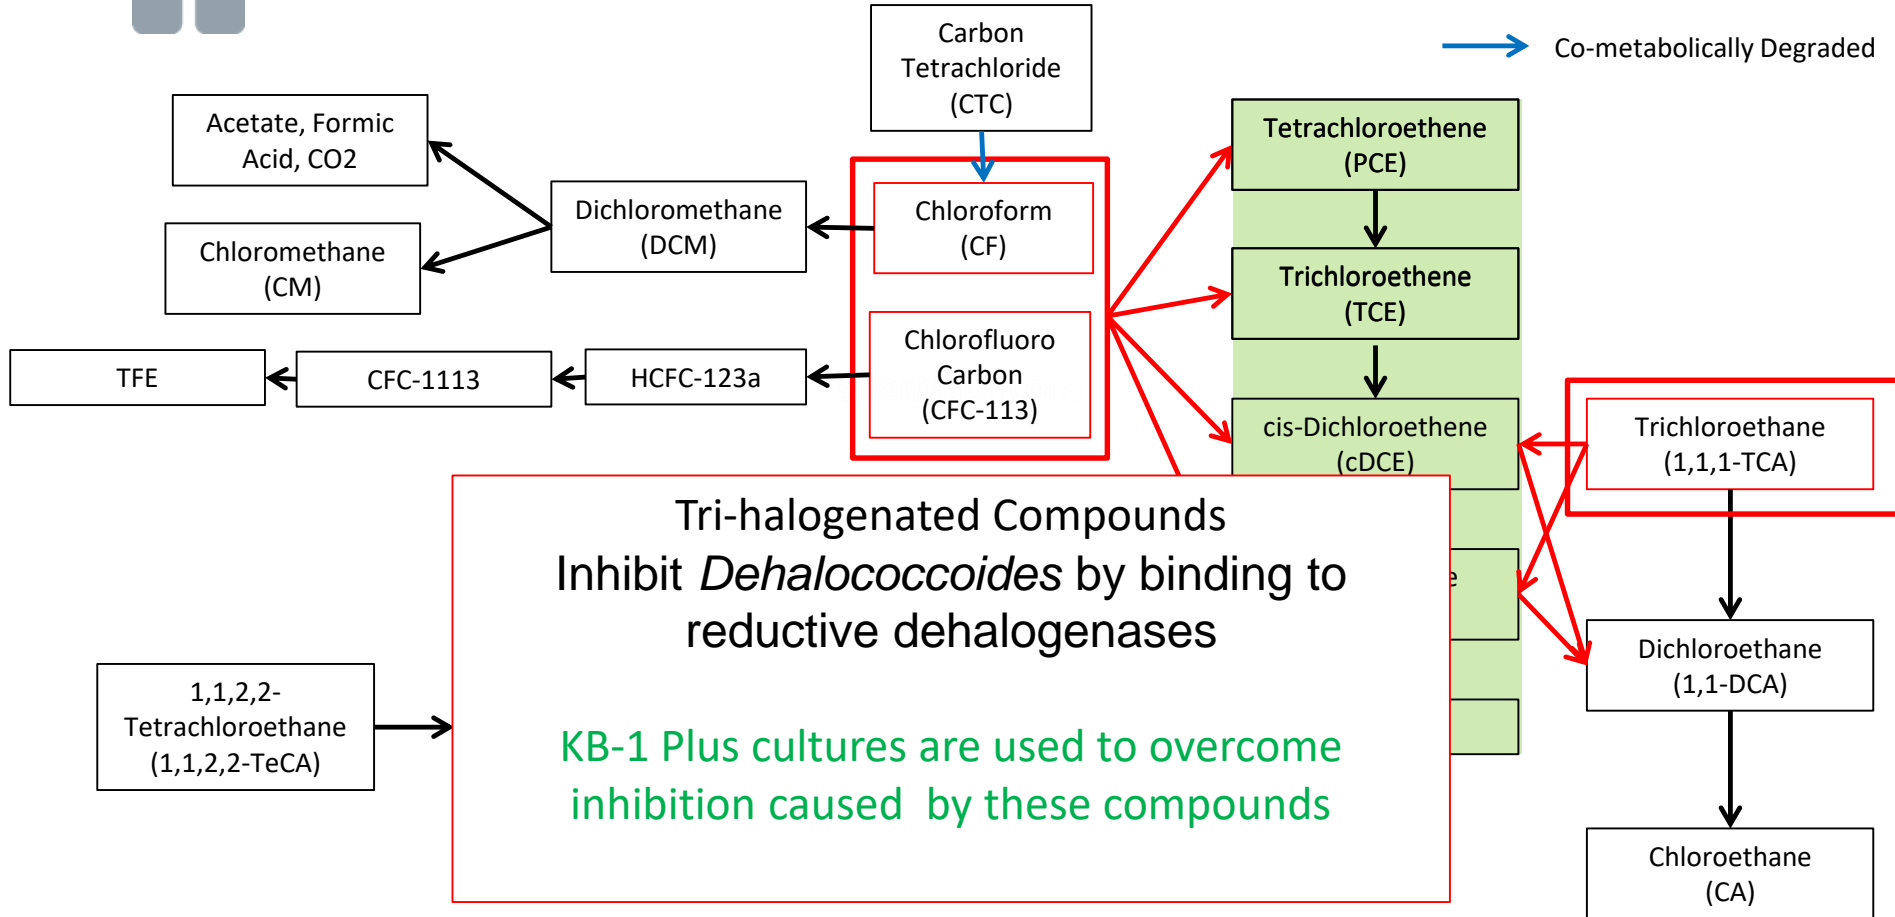 Carbon
Tetrachloride
(CTC)
Co-metabolically Degraded
Acetate, Formic
Acid, CO2
Tetrachloroethene
(PCE)
Dichloromethane
(DCM)
Chloroform
(CF)
Chloromethane
(CM)
Trichloroethene
(TCE)
Chlorofluoro
Carbon
(CFC-113)
TFE
CFC-1113
HCFC-123a
cis-Dichloroethene
(cDCE)
Trichloroethane
(1,1,1-TCA)
Tri-halogenated Compounds
Inhibit Dehalococcoides by binding to
reductive dehalogenases
KB-1 Plus cultures are used to overcome
inhibition caused  by these compounds
e
1,1,2,2-
Tetrachloroethane
(1,1,2,2-TeCA)
Dichloroethane
(1,1-DCA)
Chloroethane
(CA)